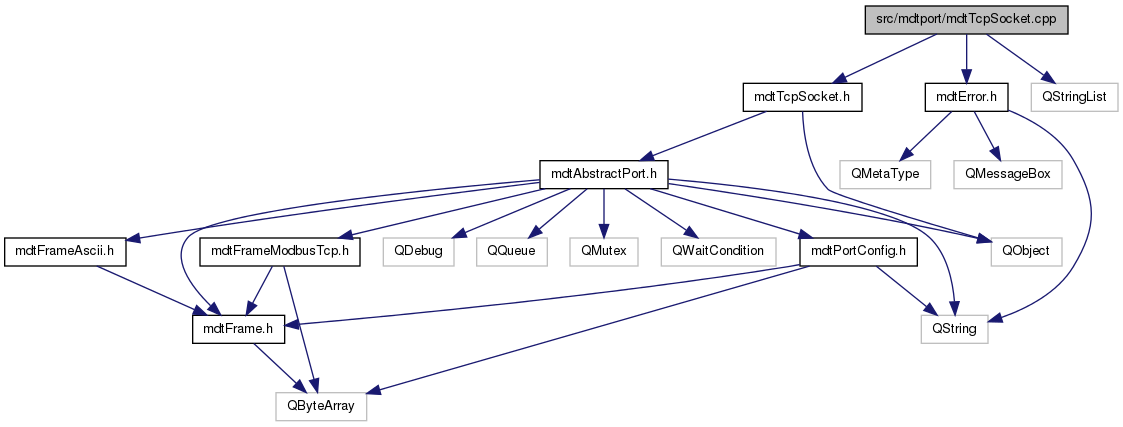 src/mdtport/mdtTcpSocket.cpp
mdtTcpSocket.h
mdtError.h
QStringList
mdtAbstractPort.h
QMetaType
QMessageBox
mdtFrameAscii.h
mdtFrameModbusTcp.h
QDebug
QQueue
QMutex
QWaitCondition
mdtPortConfig.h
QObject
mdtFrame.h
QString
QByteArray